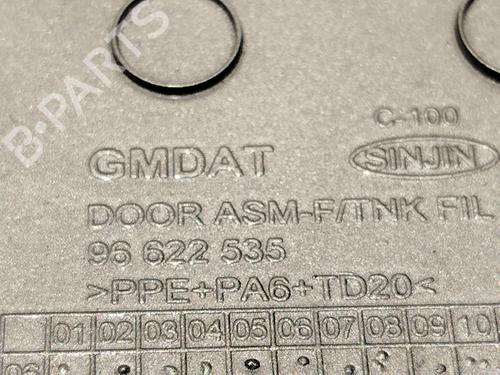 B-PARTS
C-100
GMDAT
SINJIN
DOOR ASM-F/TNK FIL
96 622 535
>PPE+PA6+TD20<
01 02 03 04 05 06 07 08 09 10
06